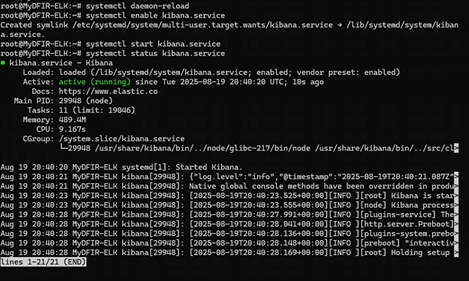 root@MyDFIR-ELK:~# systemctl daemon-reload
root@MyDFIR-ELK:~# systemctl enable kibana.service
Created symlink /etc/systemd/system/multi-user.target.wants/kibana.service → /lib/systemd/system/kiban
a.service.
root@MyDFIR-ELK:~# systemctl start kibana.service
root@MyDFIR-ELK:~# systemctl status kibana.service
● kibana.service - Kibana
Loaded: loaded (/lib/systemd/system/kibana.service; enabled; vendor preset: enabled)
Active: active (running) since Tue 2025-08-19 20:40:20 UTC; 10s ago
Docs: https://www.elastic.co
Main PID: 29948 (node)
Tasks: 11 (limit: 19046)
Memory: 489.4M
CPU: 9.167s
CGroup: /system.slice/kibana.service
└─29948 /usr/share/kibana/bin/../node/glibc-217/bin/node /usr/share/kibana/bin/../src/cl>
Aug 19 20:40:20 MyDFIR-ELK systemd[1]: Started Kibana.
Aug 19 20:40:21 MyDFIR-ELK kibana[29948]: {"log.level":"info","@timestamp":"2025-08-19T20:40:21.087Z">
Aug 19 20:40:21 MyDFIR-ELK kibana[29948]: Native global console methods have been overridden in produ>
Aug 19 20:40:23 MyDFIR-ELK kibana[29948]: [2025-08-19T20:40:23.525+00:00][INFO ][root] Kibana is star>
Aug 19 20:40:23 MyDFIR-ELK kibana[29948]: [2025-08-19T20:40:23.555+00:00][INFO ][node] Kibana process>
Aug 19 20:40:28 MyDFIR-ELK kibana[29948]: [2025-08-19T20:40:27.991+00:00][INFO ][plugins-service] The>
Aug 19 20:40:28 MyDFIR-ELK kibana[29948]: [2025-08-19T20:40:28.041+00:00][INFO ][http.server.Preboot]>
Aug 19 20:40:28 MyDFIR-ELK kibana[29948]: [2025-08-19T20:40:28.136+00:00][INFO ][plugins-system.prebo>
Aug 19 20:40:28 MyDFIR-ELK kibana[29948]: [2025-08-19T20:40:28.148+00:00][INFO ][preboot] "interactiv>
Aug 19 20:40:28 MyDFIR-ELK kibana[29948]: [2025-08-19T20:40:28.169+00:00][INFO ][root] Holding setup >
lines 1-21/21 (END)